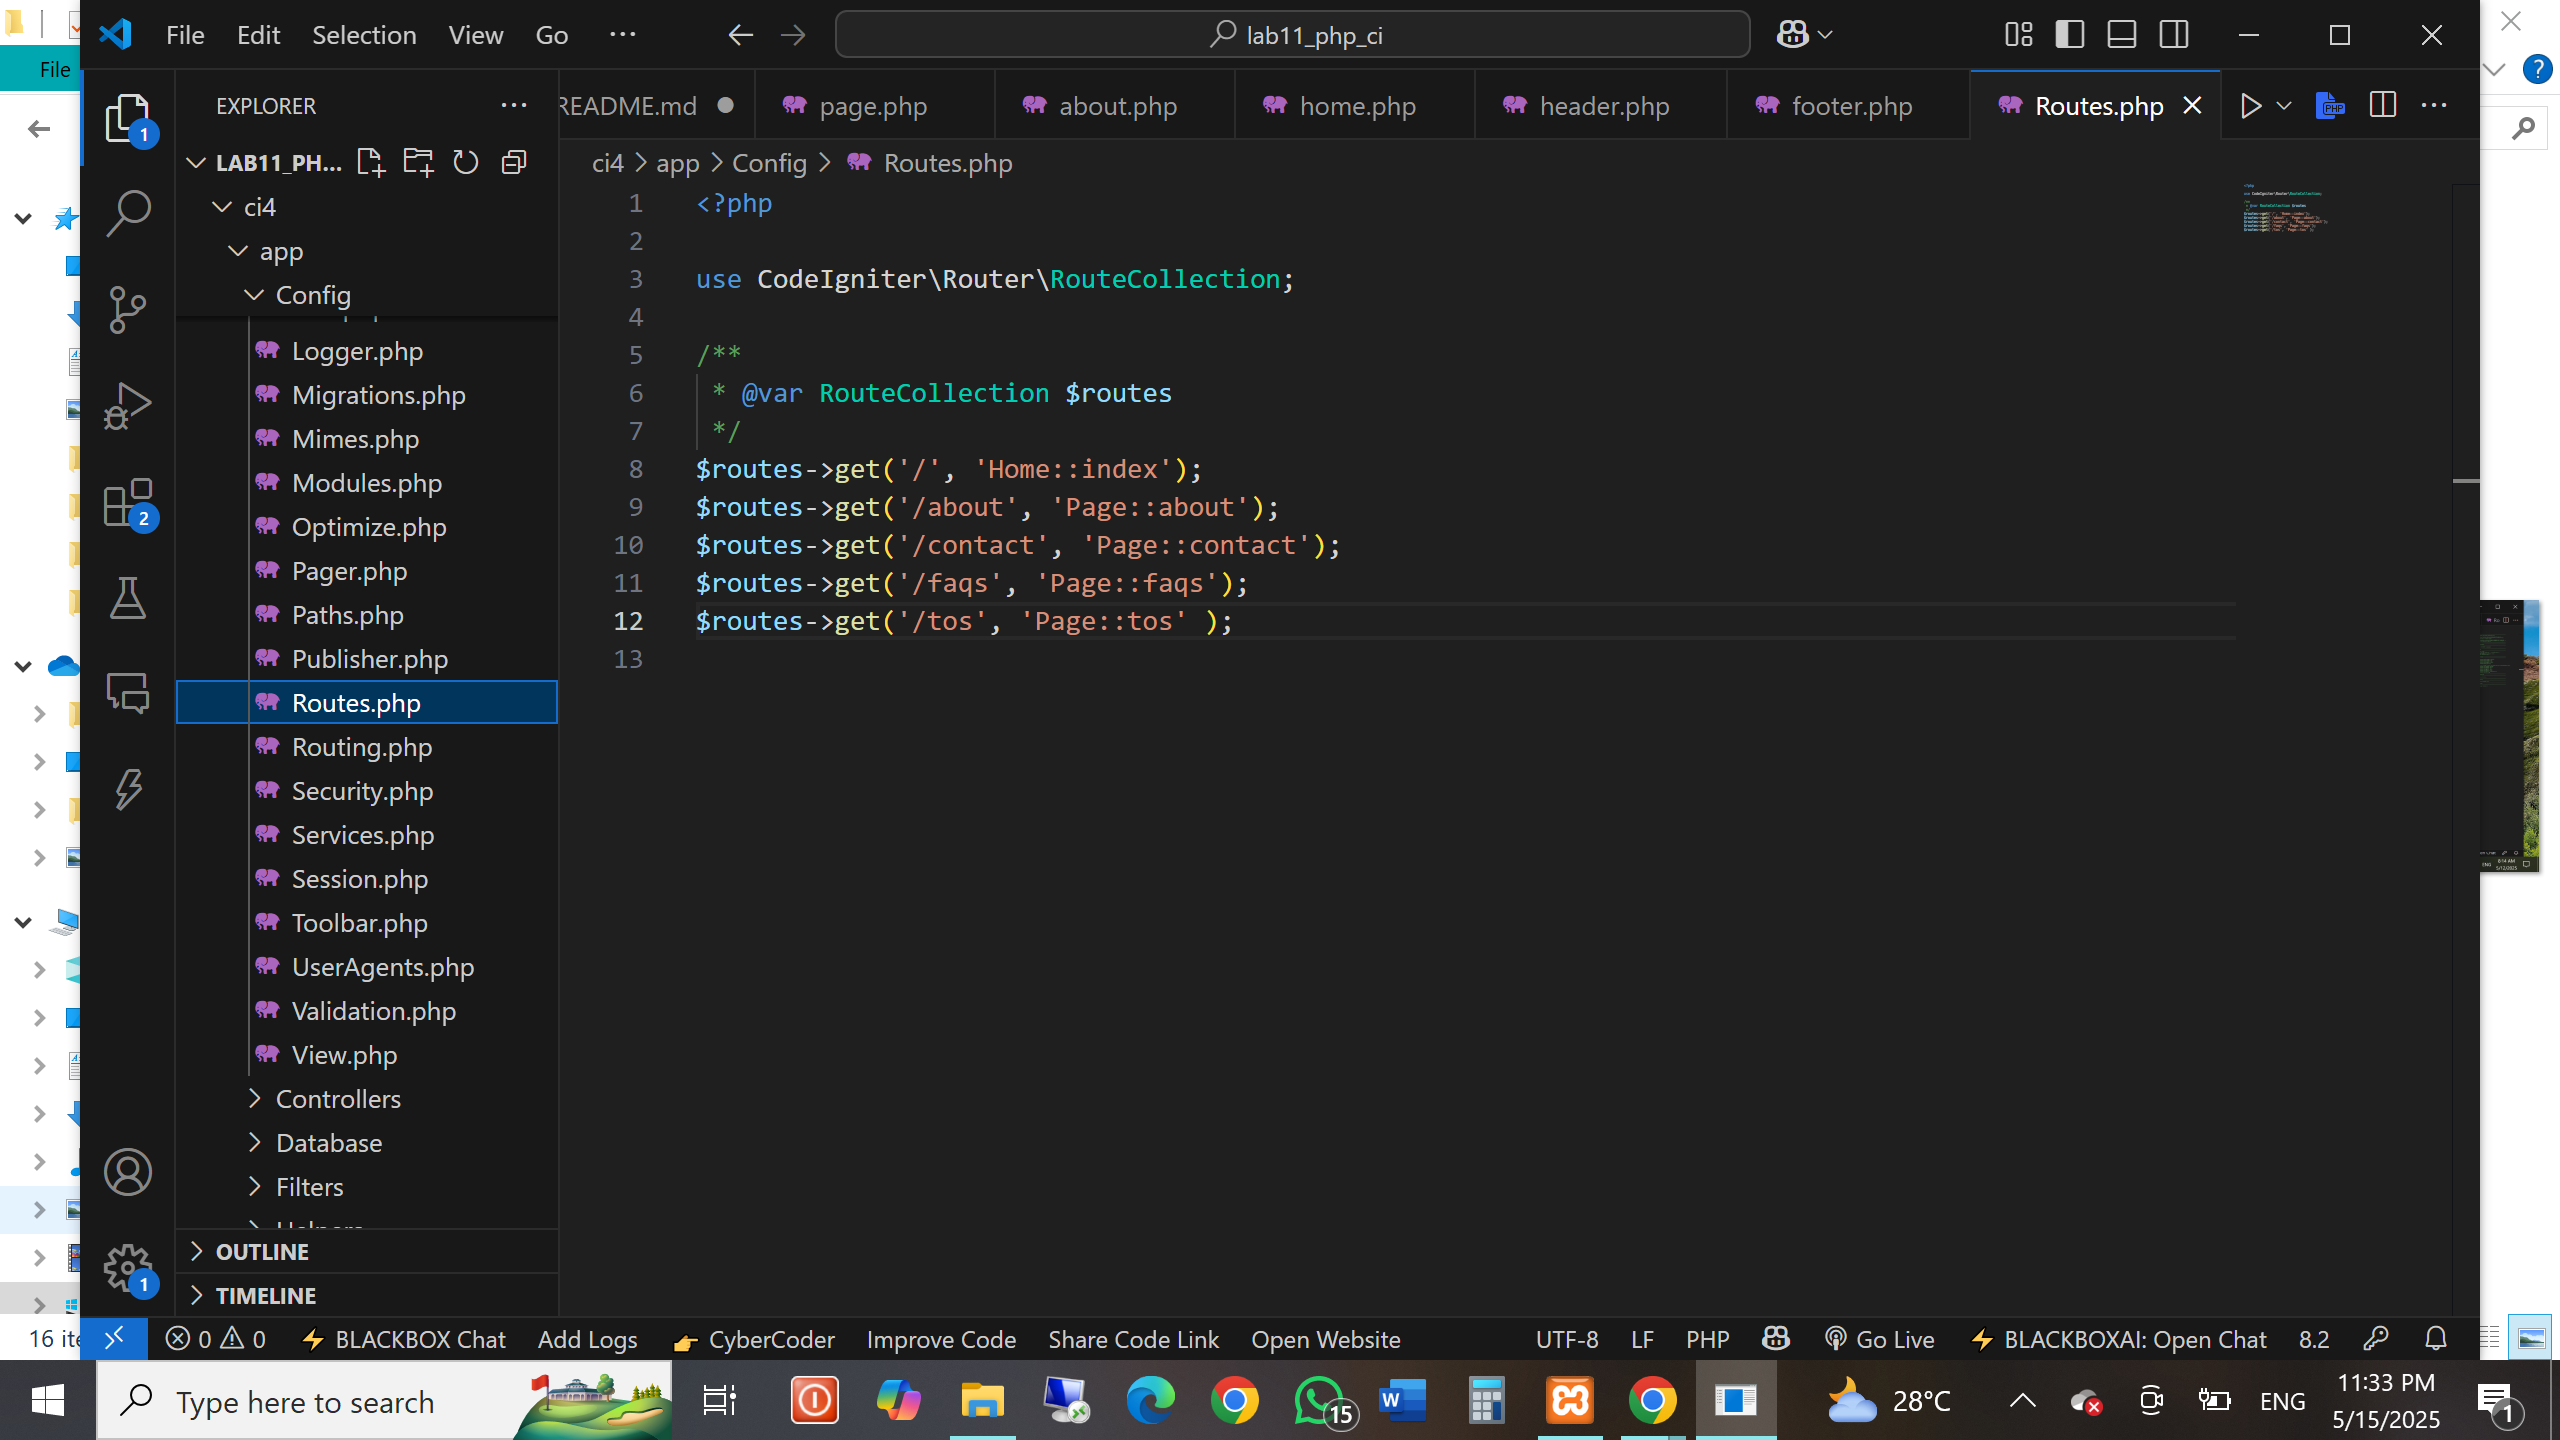 File Edit Selection View Go ··· lab11_php_ci
File
EXPLORER ···
README.md page.php about.php home.php header.php footer.php Routes.php
LAB11_PH...
ci4 > app > Config > Routes.php
ci4
app
Config
Logger.php
Migrations.php
Mimes.php
Modules.php
Optimize.php
Pager.php
Paths.php
Publisher.php
Routes.php
Routing.php
Security.php
Services.php
Session.php
Toolbar.php
UserAgents.php
Validation.php
View.php
Controllers
Database
Filters
Helpers
OUTLINE
TIMELINE
1 <?php
2
3 use CodeIgniter\Router\RouteCollection;
4
5 /**
6 * @var RouteCollection $routes
7 */
8 $routes->get('/', 'Home::index');
9 $routes->get('/about', 'Page::about');
10 $routes->get('/contact', 'Page::contact');
11 $routes->get('/faqs', 'Page::faqs');
12 $routes->get('/tos', 'Page::tos' );
13
1
2
1
16
0 0 BLACKBOX Chat Add Logs CyberCoder Improve Code Share Code Link Open Website UTF-8 LF PHP Go Live BLACKBOXAI: Open Chat 8.2
Type here to search 15 28°C ENG 11:33 PM
5/15/2025 1